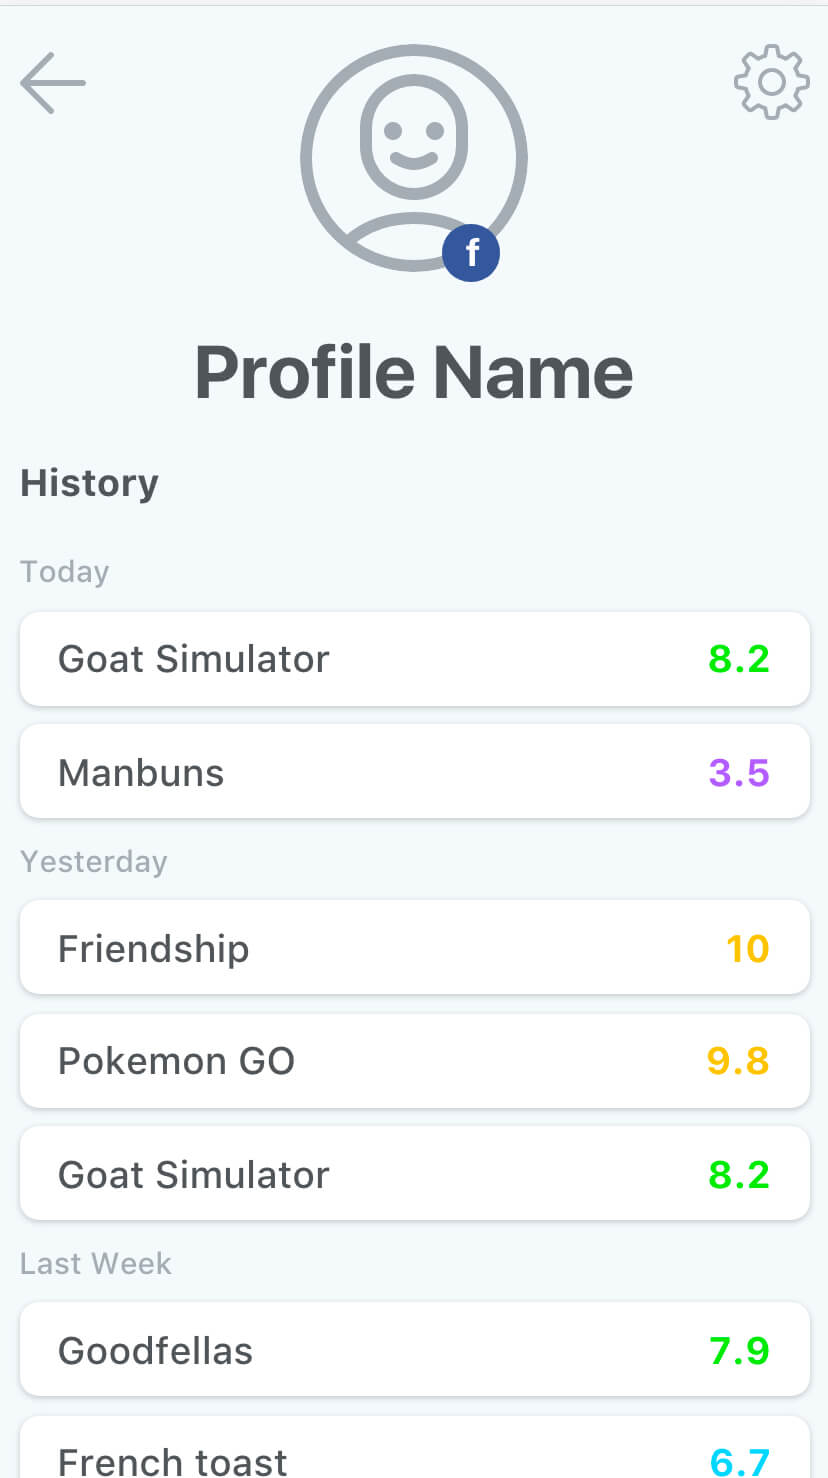 f
Profile Name
History
Today
Goat Simulator 8.2
Manbuns 3.5
Yesterday
Friendship 10
Pokemon GO 9.8
Goat Simulator 8.2
Last Week
Goodfellas 7.9
French toast 6.7